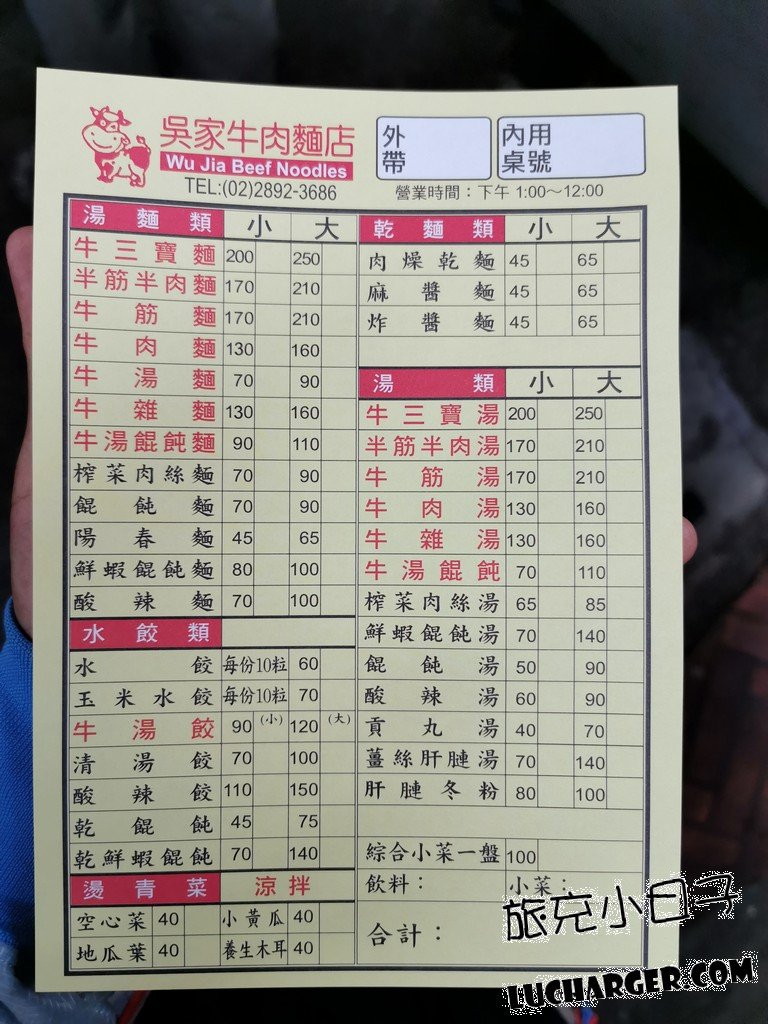 吳家牛肉麵店
Wu Jia Beef Noodles
TEL:(02)2892-3686
外帶
內用桌號
營業時間：下午 1:00～12:00
湯麵類 小 大
牛三寶麵 200 250
半筋半肉麵 170 210
牛筋麵 170 210
牛肉麵 130 160
牛湯麵 70 90
牛雜麵 130 160
牛湯餛飩麵 90 110
榨菜肉絲麵 70 90
餛飩麵 70 90
陽春麵 45 65
鮮蝦餛飩麵 80 100
酸辣麵 70 100
水餃類
水餃 每份10粒 60
玉米水餃 每份10粒 70
牛湯餃 90 (小) 120 (大)
清湯餃 70 100
酸辣餃 110 150
乾餛飩 45 75
乾鮮蝦餛飩 70 140
燙青菜 涼拌
空心菜 40 小黃瓜 40
地瓜葉 40 養生木耳 40
乾麵類 小 大
肉燥乾麵 45 65
麻醬麵 45 65
炸醬麵 45 65
湯類 小 大
牛三寶湯 200 250
半筋半肉湯 170 210
牛筋湯 170 210
牛肉湯 130 160
牛雜湯 130 160
牛湯餛飩 70 110
榨菜肉絲湯 65 85
鮮蝦餛飩湯 70 140
餛飩湯 50 90
酸辣湯 60 90
貢丸湯 40 70
薑絲肝連湯 70 140
肝連冬粉 80 100
綜合小菜一盤 100
飲料： 小菜：
合計：
旅充小日子
LUCHARGER.COM